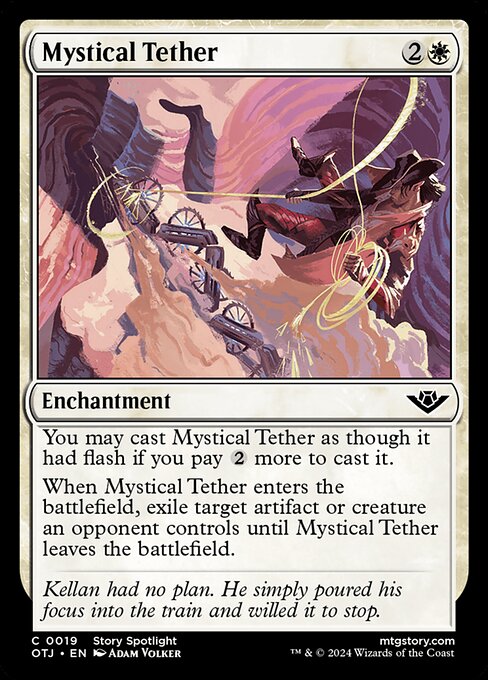 Mystical Tether 2
Enchantment
You may cast Mystical Tether as though it
had flash if you pay 2 more to cast it.
When Mystical Tether enters the
battlefield, exile target artifact or creature
an opponent controls until Mystical Tether
leaves the battlefield.
Kellan had no plan. He simply poured his
focus into the train and willed it to stop.
C 0019 Story Spotlight mtgstory.com
OTJ • EN ADAM VOLKER ™ & © 2024 Wizards of the Coast